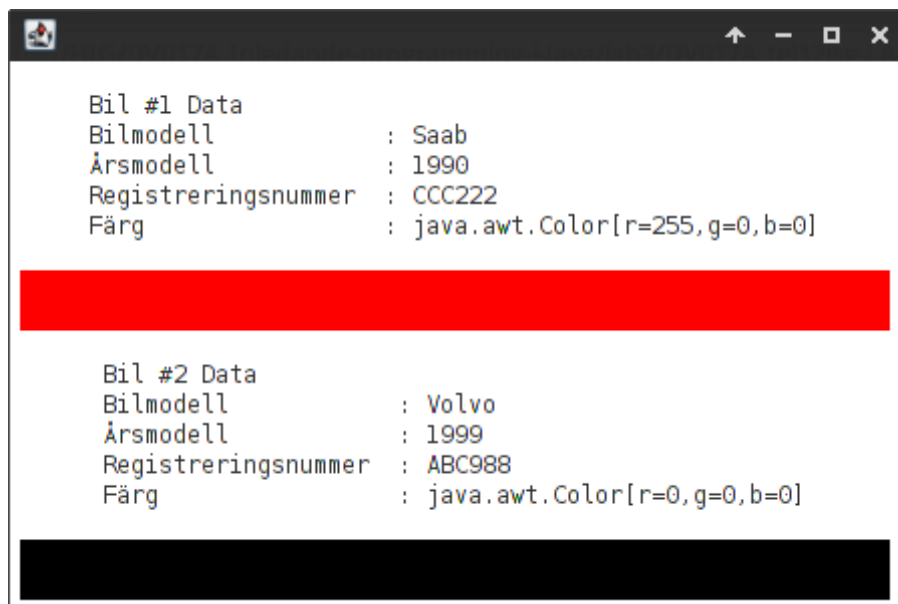 Bil #1 Data
Bilmodell : Saab
Årsmodell : 1990
Registreringsnummer : CCC222
Färg : java.awt.Color[r=255,g=0,b=0]
Bil #2 Data
Bilmodell : Volvo
Årsmodell : 1999
Registreringsnummer : ABC988
Färg : java.awt.Color[r=0,g=0,b=0]